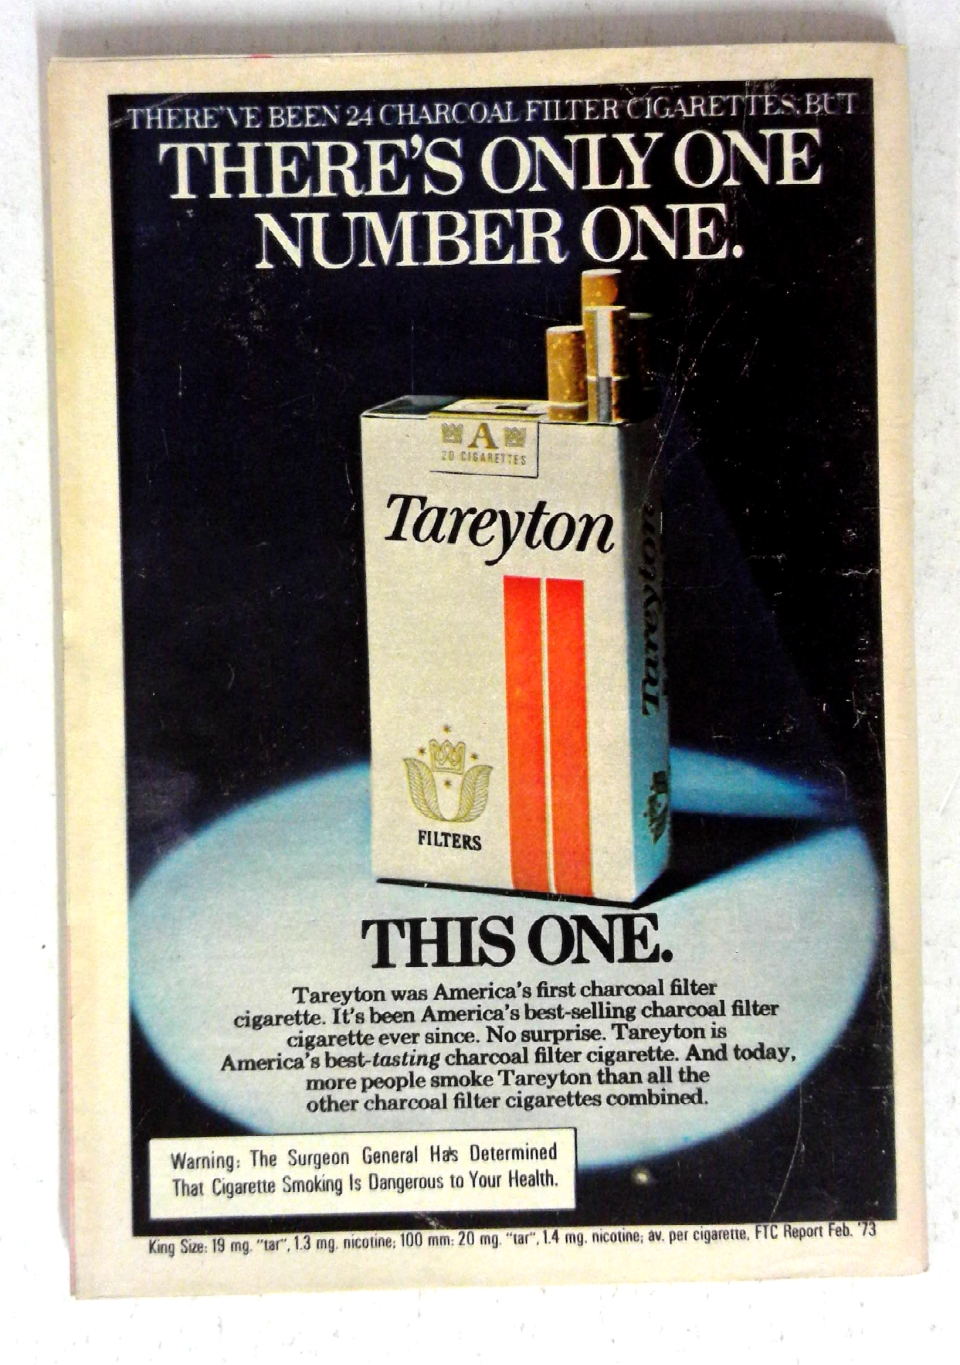 THERE'VE BEEN 24 CHARCOAL FILTER CIGARETTES, BUT
THERE'S ONLY ONE
NUMBER ONE.
A
20 CIGARETTES
Tareyton
Tareyton
FILTERS
THIS ONE.
Tareyton was America's first charcoal filter
cigarette. It's been America's best-selling charcoal filter
cigarette ever since. No surprise. Tareyton is
America's best-tasting charcoal filter cigarette. And today,
more people smoke Tareyton than all the
other charcoal filter cigarettes combined.
Warning: The Surgeon General Has Determined
That Cigarette Smoking Is Dangerous to Your Health.
King Size: 19 mg. "tar", 1.3 mg. nicotine; 100 mm: 20 mg. "tar", 1.4 mg. nicotine; av. per cigarette, FTC Report Feb. '73